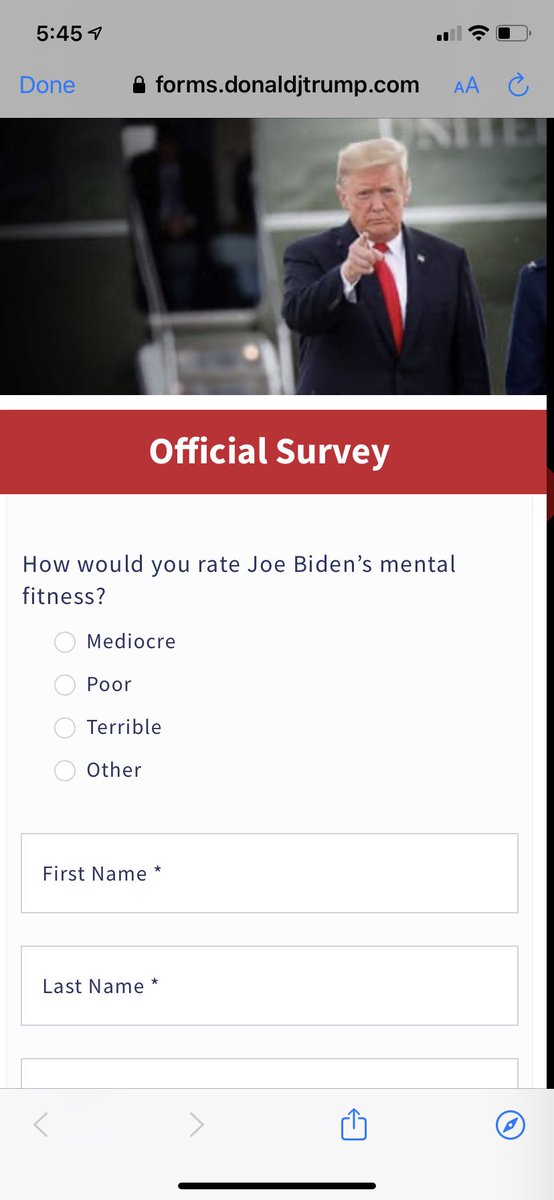 5:45
Done
forms.donaldjtrump.com
AA
UNITE
Official Survey
How would you rate Joe Biden’s mental
fitness?
Mediocre
Poor
Terrible
Other
First Name *
Last Name *